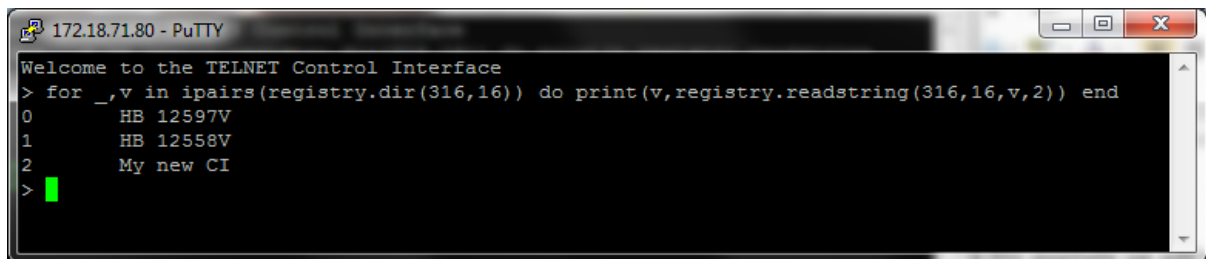 172.18.71.80 - PuTTY
Welcome to the TELNET Control Interface
> for _,v in ipairs(registry.dir(316,16)) do print(v,registry.readstring(316,16,v,2)) end
0       HB 12597V
1       HB 12558V
2       My new CI
>